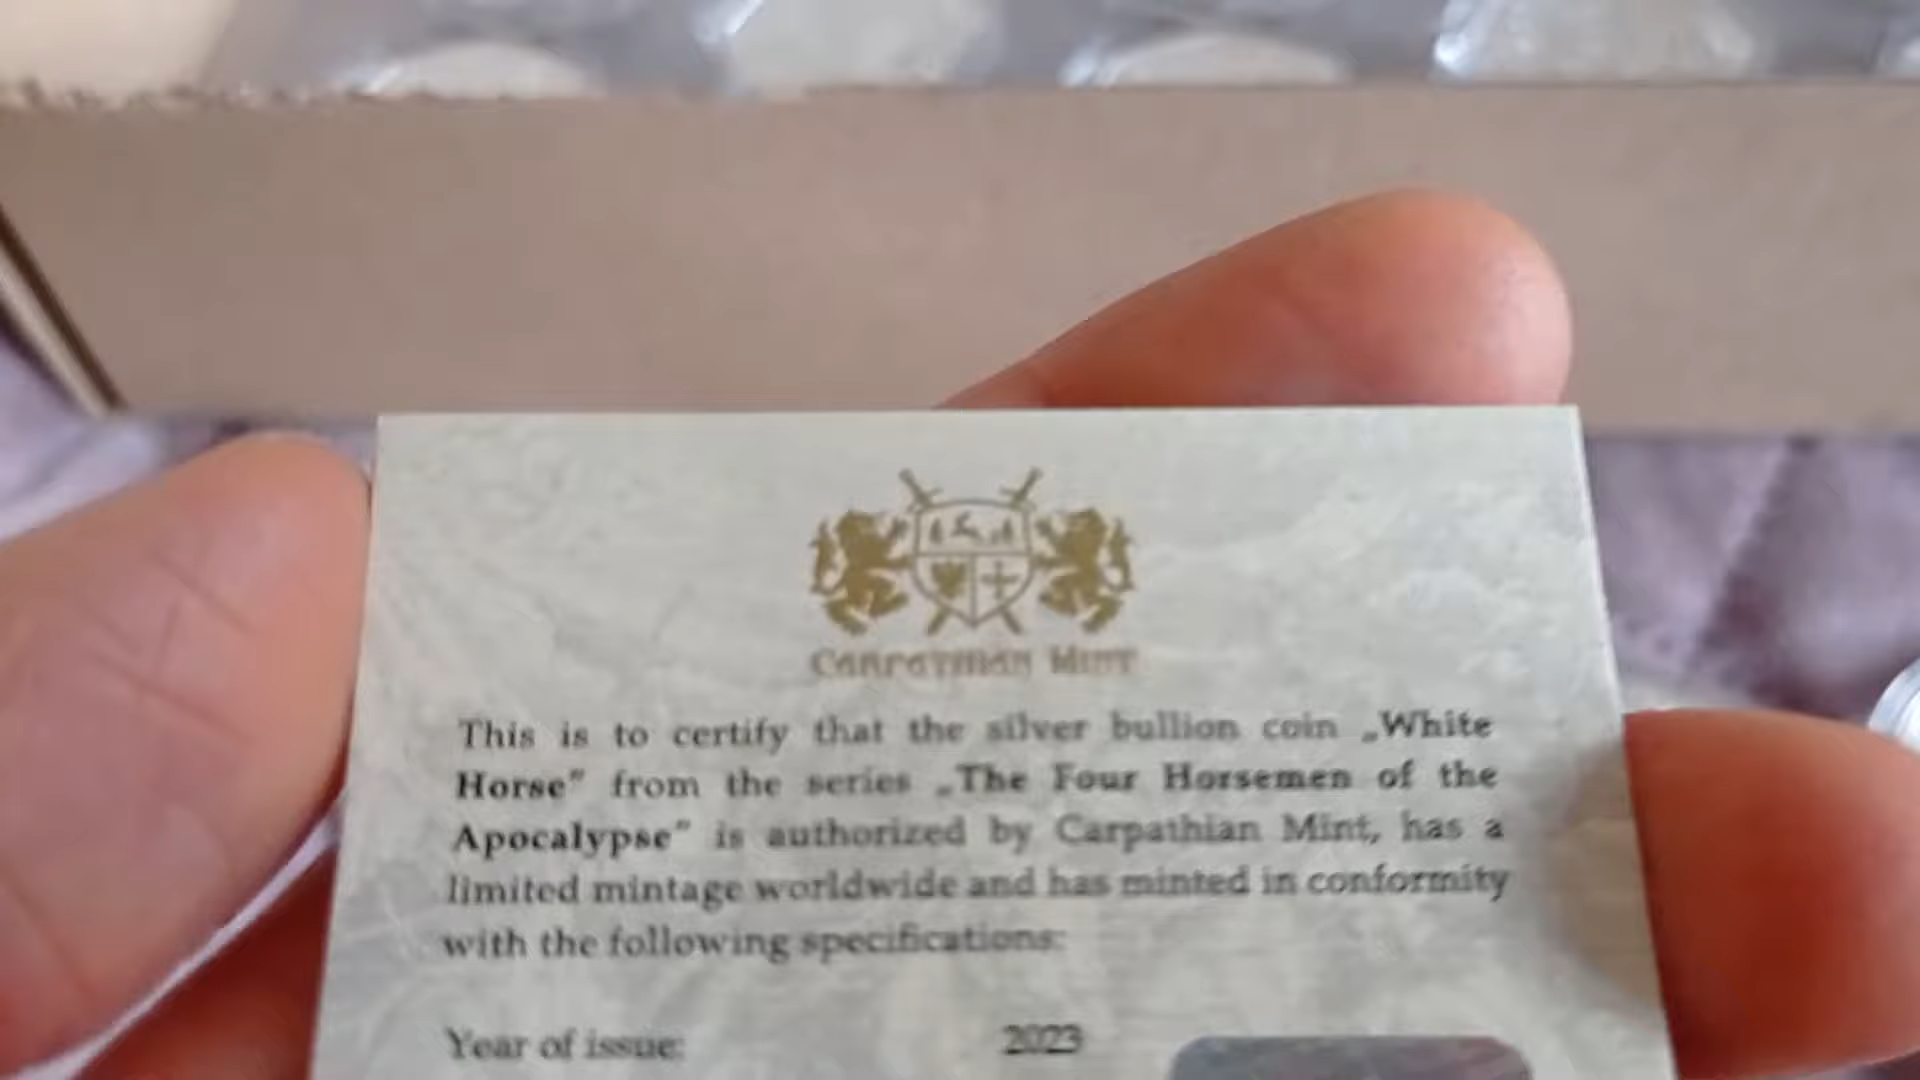 Carpathian Mint
This is to certify that the silver bullion coin „White
Horse” from the series „The Four Horsemen of the
Apocalypse” is authorized by Carpathian Mint, has a
limited mintage worldwide and has minted in conformity
with the following specifications:
Year of issue: 2023